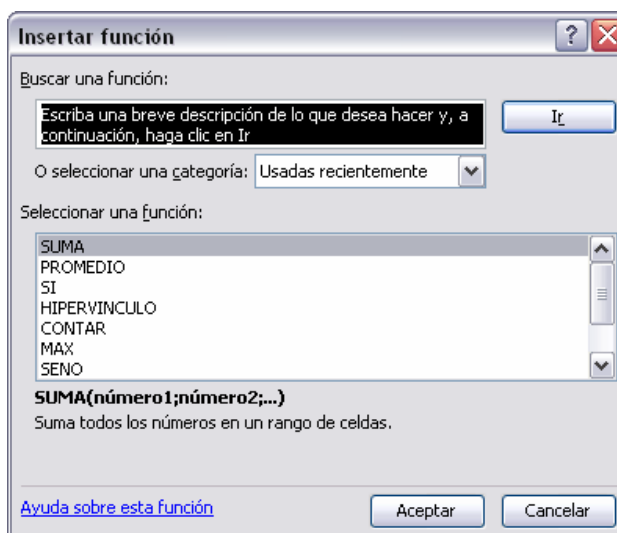 Insertar función
Buscar una función:
Escriba una breve descripción de lo que desea hacer y, a
continuación, haga clic en Ir
Ir
O seleccionar una categoría: Usadas recientemente
Seleccionar una función:
SUMA
PROMEDIO
SI
HIPERVINCULO
CONTAR
MAX
SENO
SUMA(número1;número2;...)
Suma todos los números en un rango de celdas.
Ayuda sobre esta función
Aceptar
Cancelar